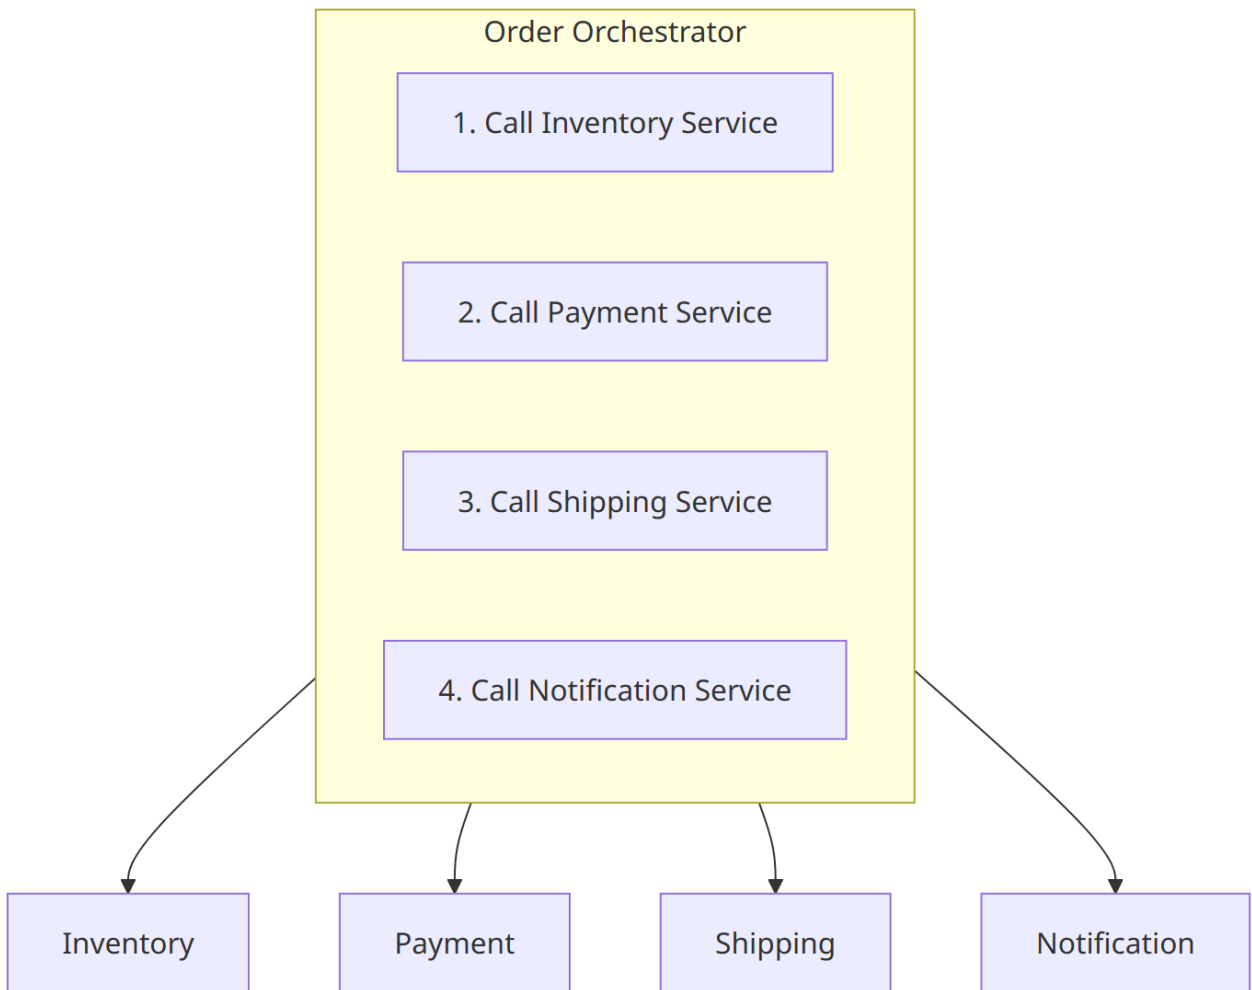 Order Orchestrator
1. Call Inventory Service
2. Call Payment Service
3. Call Shipping Service
4. Call Notification Service
Inventory
Payment
Shipping
Notification